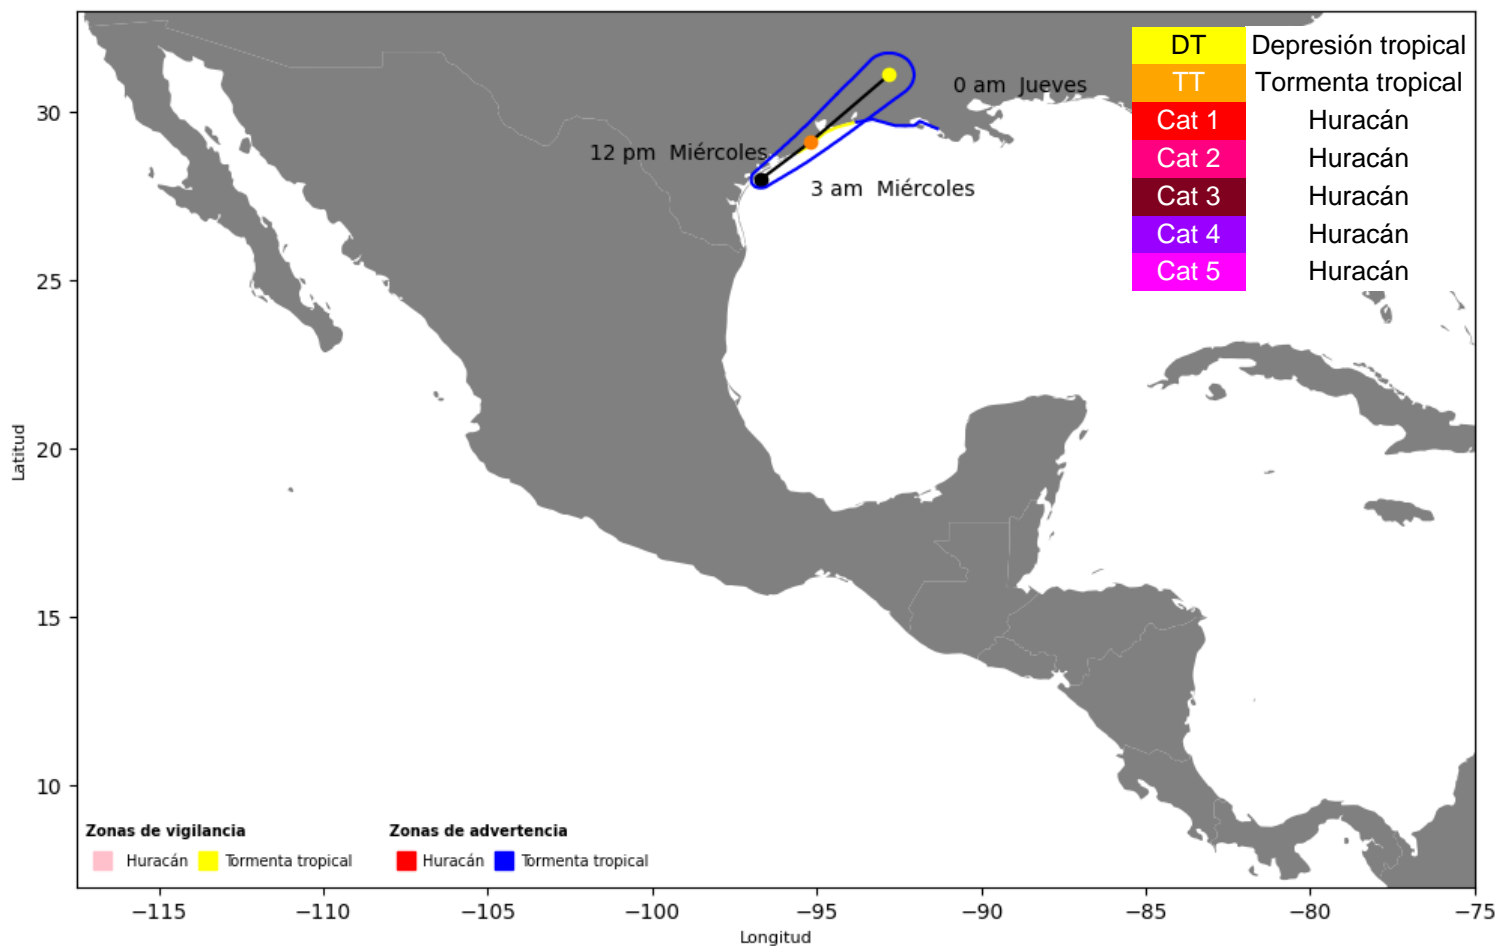 DT Depresión tropical
TT Tormenta tropical
Cat 1 Huracán
Cat 2 Huracán
Cat 3 Huracán
Cat 4 Huracán
Cat 5 Huracán
0 am  Jueves
12 pm  Miércoles
3 am  Miércoles
30
25
20
15
10
Latitud
Zonas de vigilancia
Huracán
Tormenta tropical
Zonas de advertencia
Huracán
Tormenta tropical
−115 −110 −105 −100 −95 −90 −85 −80 −75
Longitud